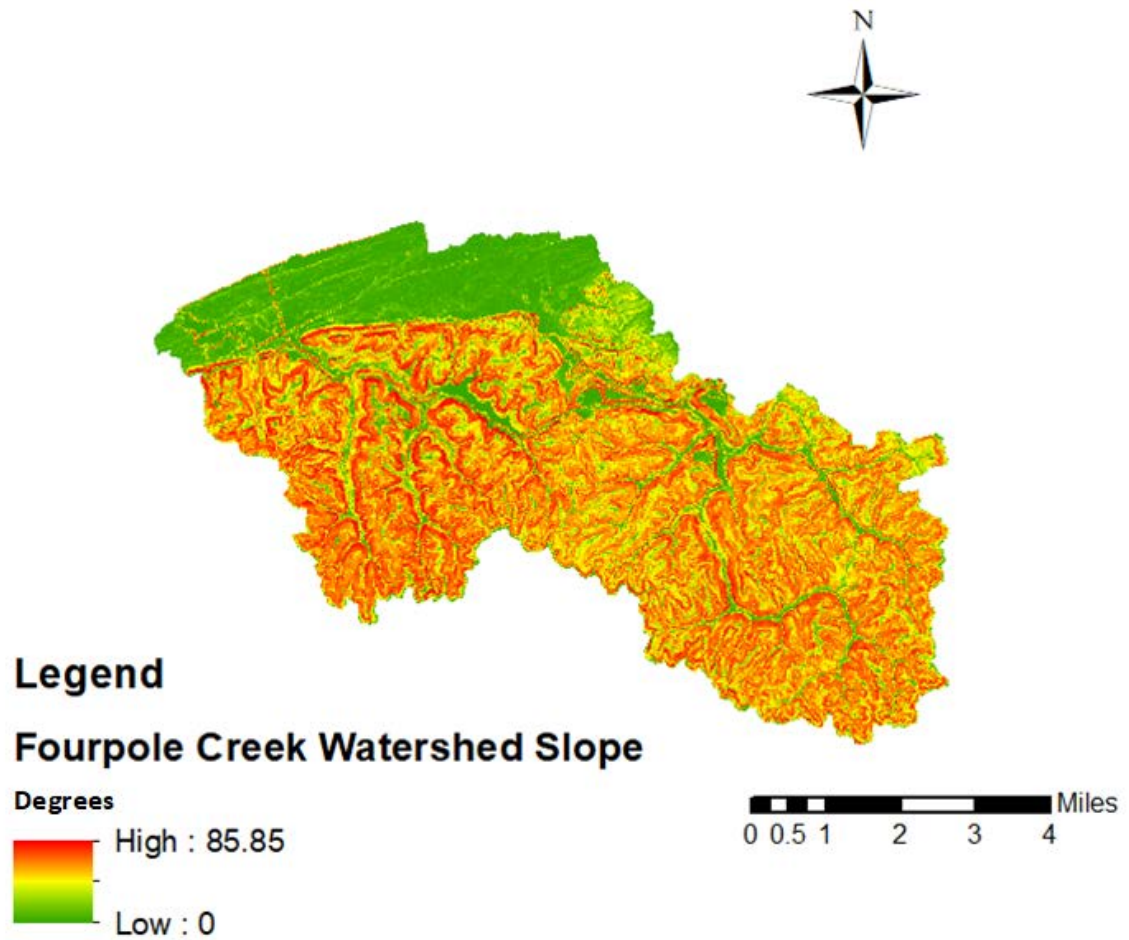 N
Legend
Fourpole Creek Watershed Slope
Degrees
High : 85.85
Low : 0
Miles
0 0.5 1 2 3 4